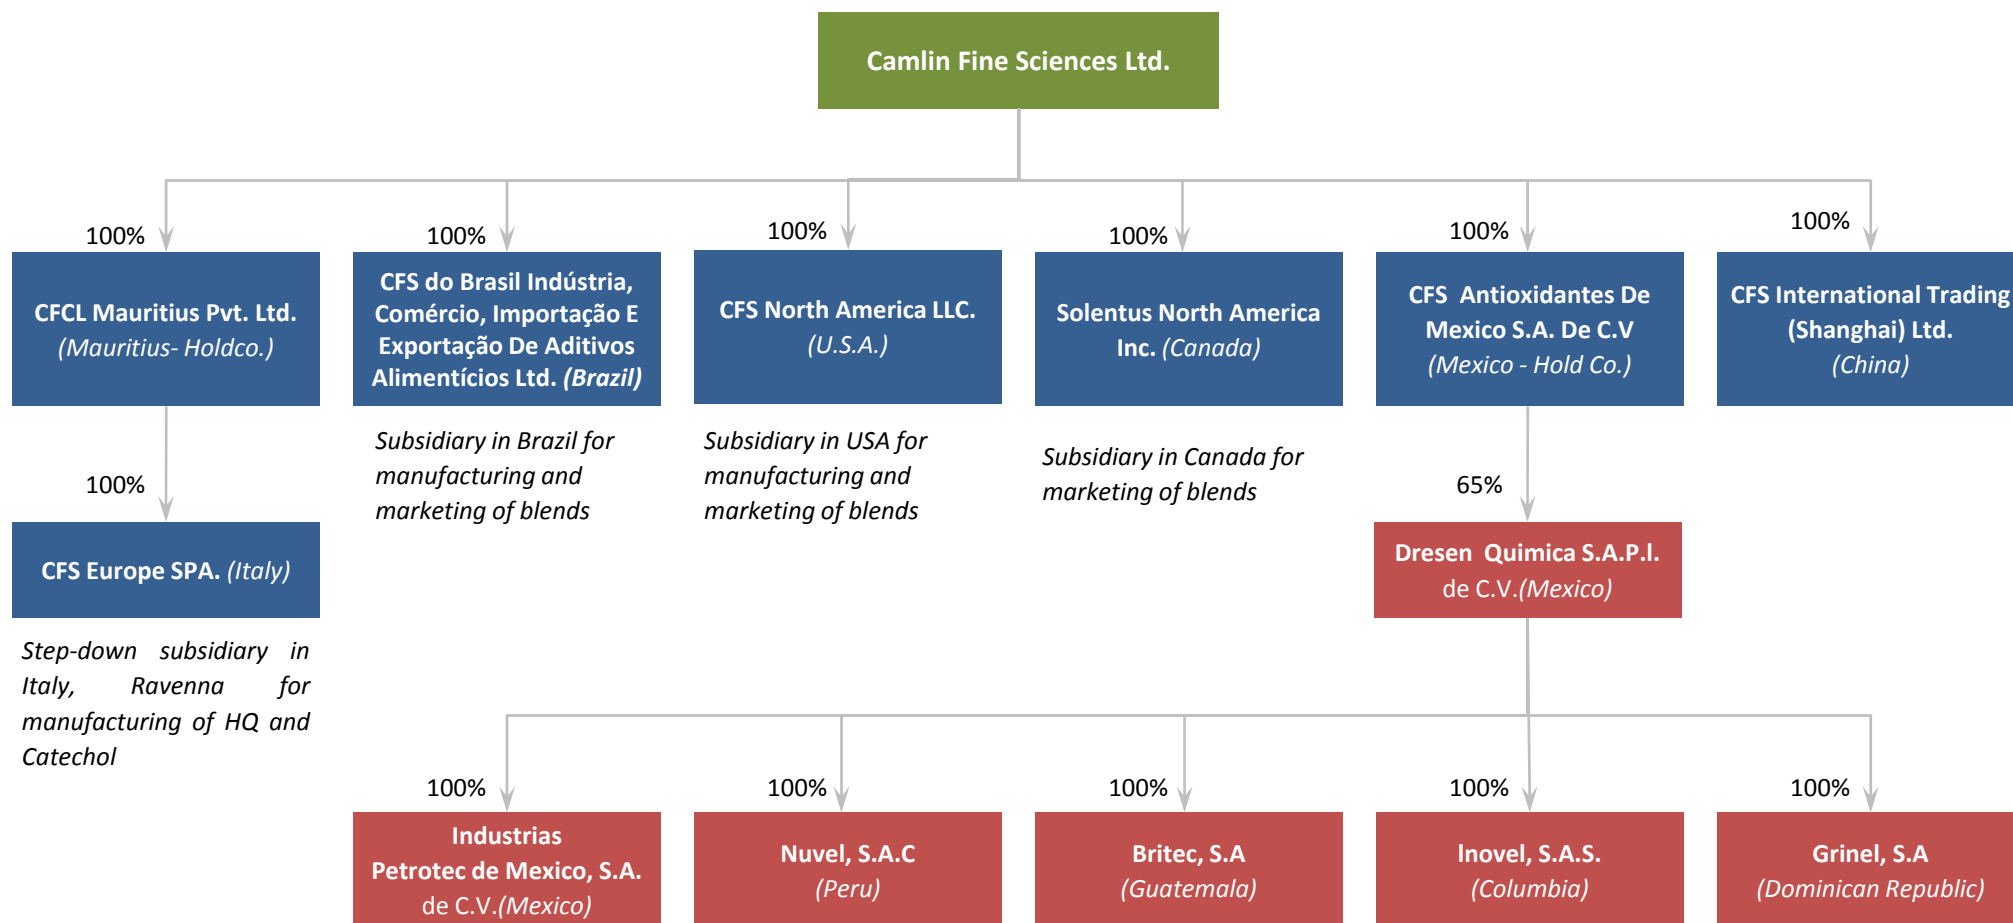 Camlin Fine Sciences Ltd.
100%
100%
100%
100%
100%
100%
CFCL Mauritius Pvt. Ltd.
(Mauritius- Holdco.)
CFS do Brasil Indústria,
Comércio, Importação E
Exportação De Aditivos
Alimentícios Ltd. (Brazil)
CFS North America LLC.
(U.S.A.)
Solentus North America
Inc. (Canada)
CFS Antioxidantes De
Mexico S.A. De C.V
(Mexico - Hold Co.)
CFS International Trading
(Shanghai) Ltd.
(China)
Subsidiary in Brazil for
manufacturing and
marketing of blends
Subsidiary in USA for
manufacturing and
marketing of blends
Subsidiary in Canada for
marketing of blends
100%
65%
CFS Europe SPA. (Italy)
Dresen Quimica S.A.P.l.
de C.V.(Mexico)
Step-down subsidiary in
Italy, Ravenna for
manufacturing of HQ and
Catechol
100%
100%
100%
100%
100%
Industrias
Petrotec de Mexico, S.A.
de C.V.(Mexico)
Nuvel, S.A.C
(Peru)
Britec, S.A
(Guatemala)
lnovel, S.A.S.
(Columbia)
Grinel, S.A
(Dominican Republic)